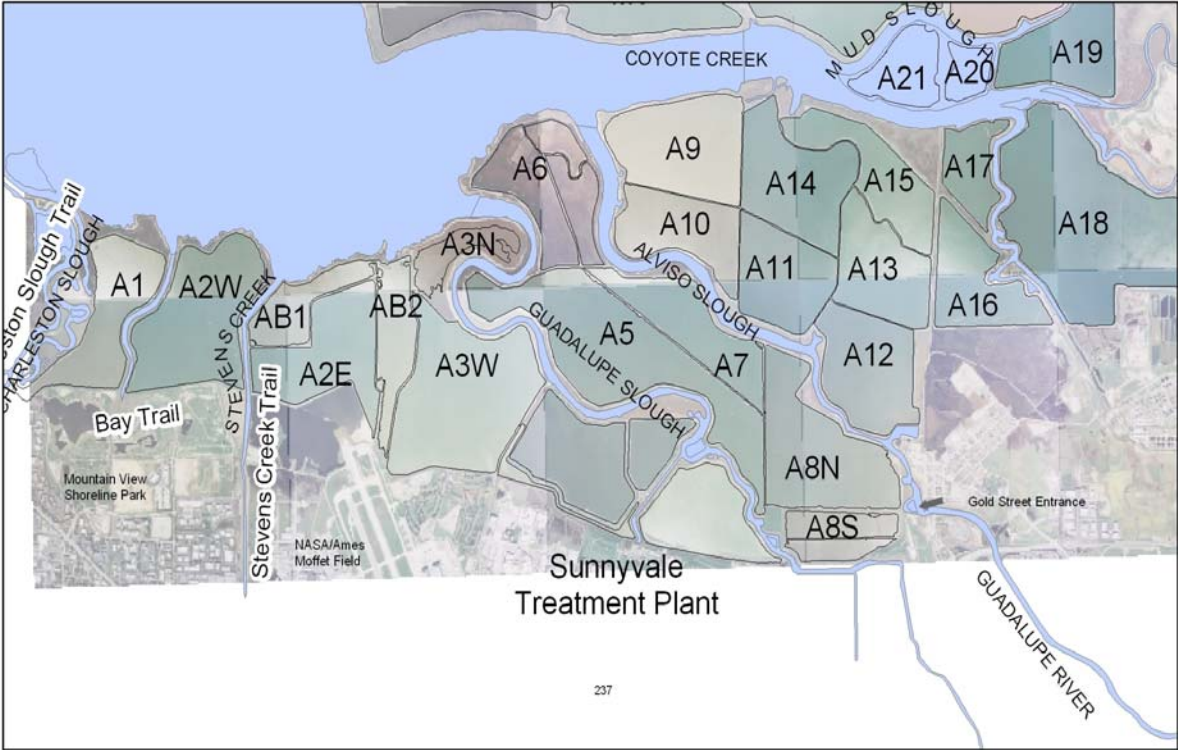 COYOTE CREEK
MUD SLOUGH
A19
A21
A20
A9
A6
A14
A15
A17
A10
A18
A3N
ALVISO SLOUGH
A11
A13
A1
A2W
A16
CHARLESTON SLOUGH
AB1
AB2
STEVENS CREEK
GUADALUPE SLOUGH
A5
A7
A12
A2E
A3W
Bay Trail
Stevens Creek Trail
A8N
Mountain View
Shoreline Park
Gold Street Entrance
A8S
NASA/Ames
Moffet Field
Sunnyvale
Treatment Plant
GUADALUPE RIVER
237
ston Slough Trail